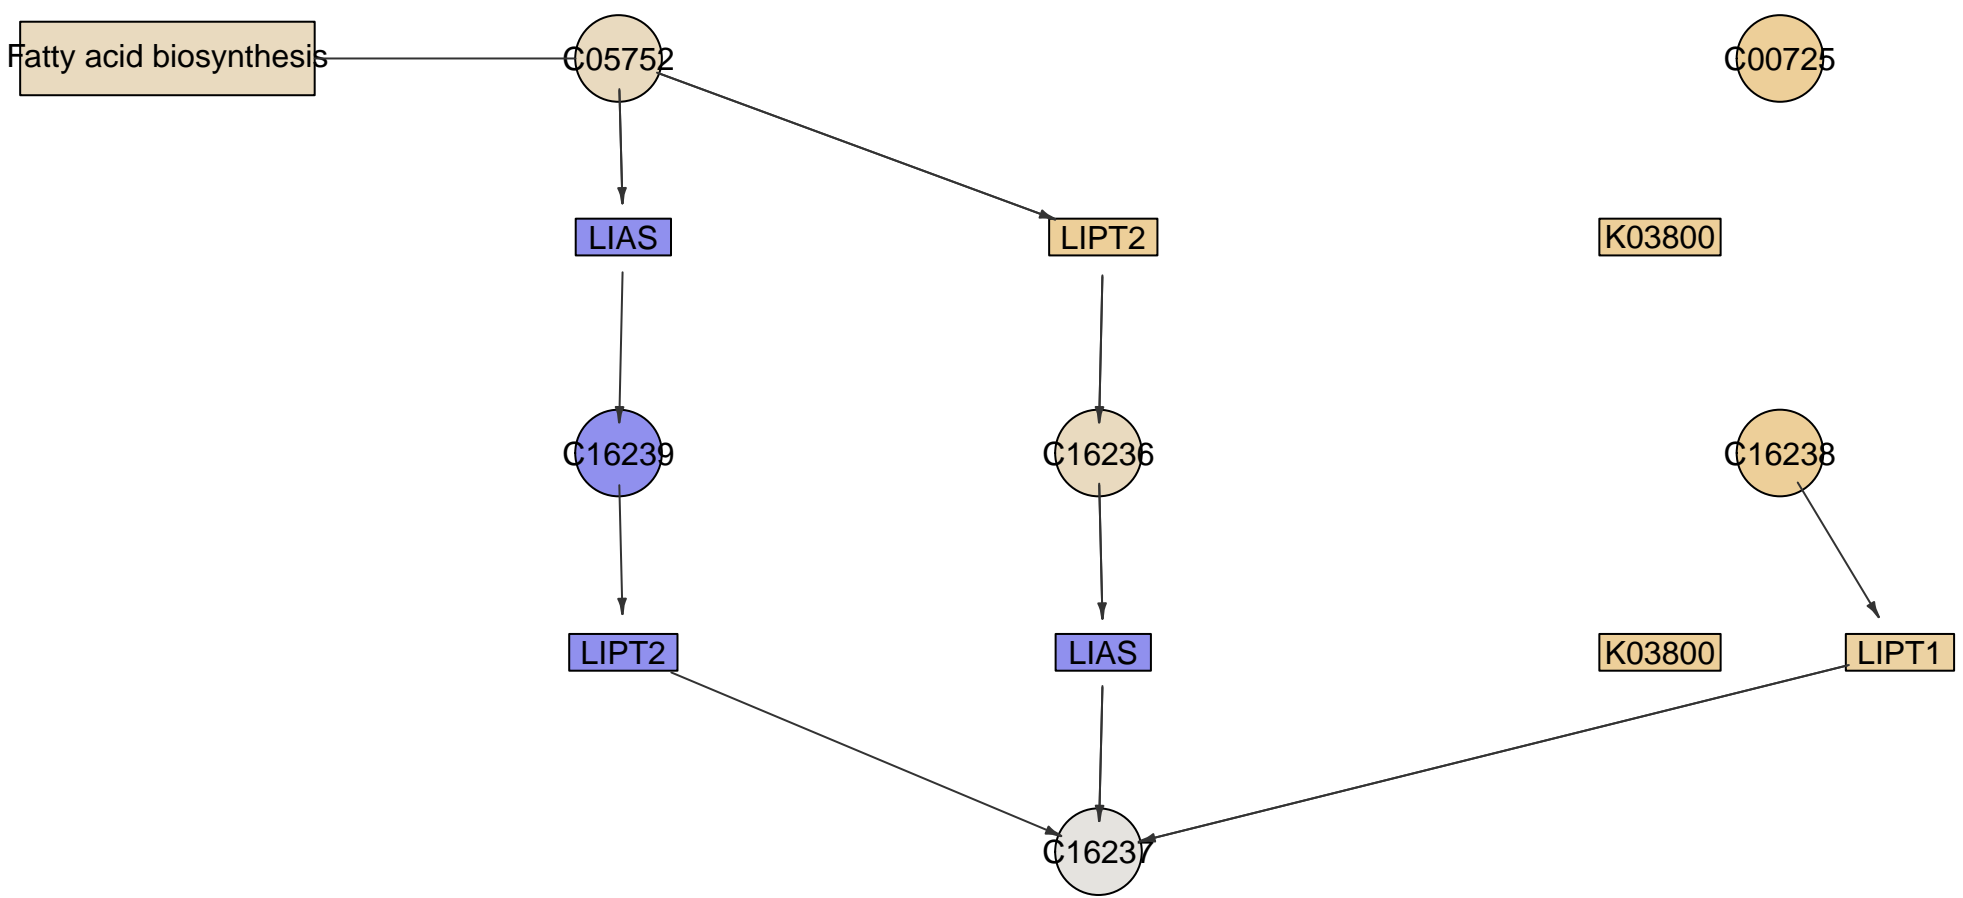 Fatty acid biosynthesis
C05752
C00725
LIAS
LIPT2
K03800
C16239
C16236
C16238
LIPT2
LIAS
K03800
LIPT1
C16237